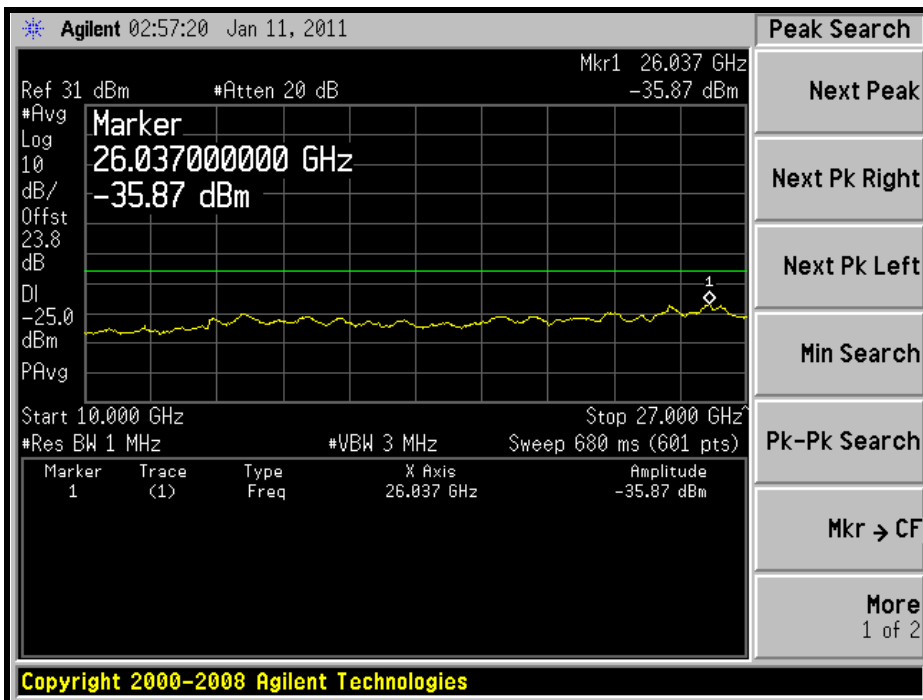 Agilent 02:57:20 Jan 11, 2011
Peak Search
Mkr1 26.037 GHz
Ref 31 dBm #Atten 20 dB -35.87 dBm
#Avg
Log
10
dB/
Offst
23.8
dB
DI
-25.0
dBm
PAvg
Marker
26.037000000 GHz
-35.87 dBm
1
Start 10.000 GHz Stop 27.000 GHz^
#Res BW 1 MHz #VBW 3 MHz Sweep 680 ms (601 pts)
Marker Trace Type X Axis Amplitude
1 (1) Freq 26.037 GHz -35.87 dBm
Next Peak
Next Pk Right
Next Pk Left
Min Search
Pk-Pk Search
Mkr → CF
More
1 of 2
Copyright 2000-2008 Agilent Technologies